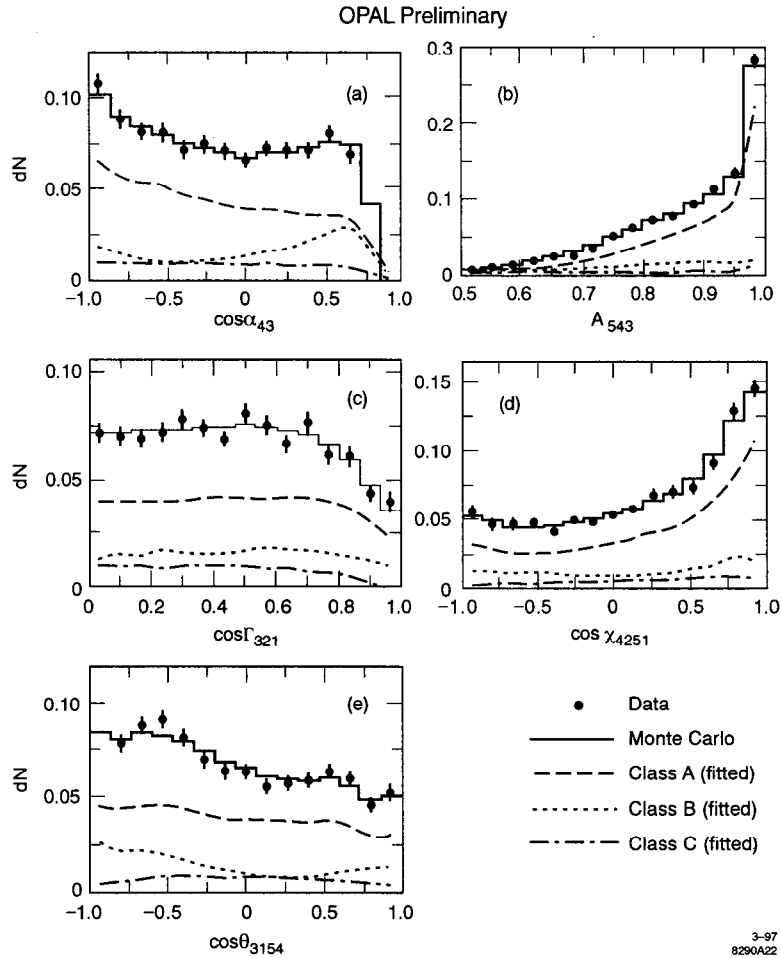 OPAL Preliminary
0.10
0.05
0
dN
(a)
−1.0 −0.5 0 0.5 1.0
cosα43
0.3
0.2
0.1
0
(b)
0.5 0.6 0.7 0.8 0.9 1.0
A 543
0.10
0.05
0
dN
(c)
0 0.2 0.4 0.6 0.8 1.0
cosΓ321
0.15
0.10
0.05
0
(d)
−1.0 −0.5 0 0.5 1.0
cos χ4251
0.10
0.05
0
dN
(e)
−1.0 −0.5 0 0.5 1.0
cosθ3154
Data
Monte Carlo
Class A (fitted)
Class B (fitted)
Class C (fitted)
3–97
8290A22